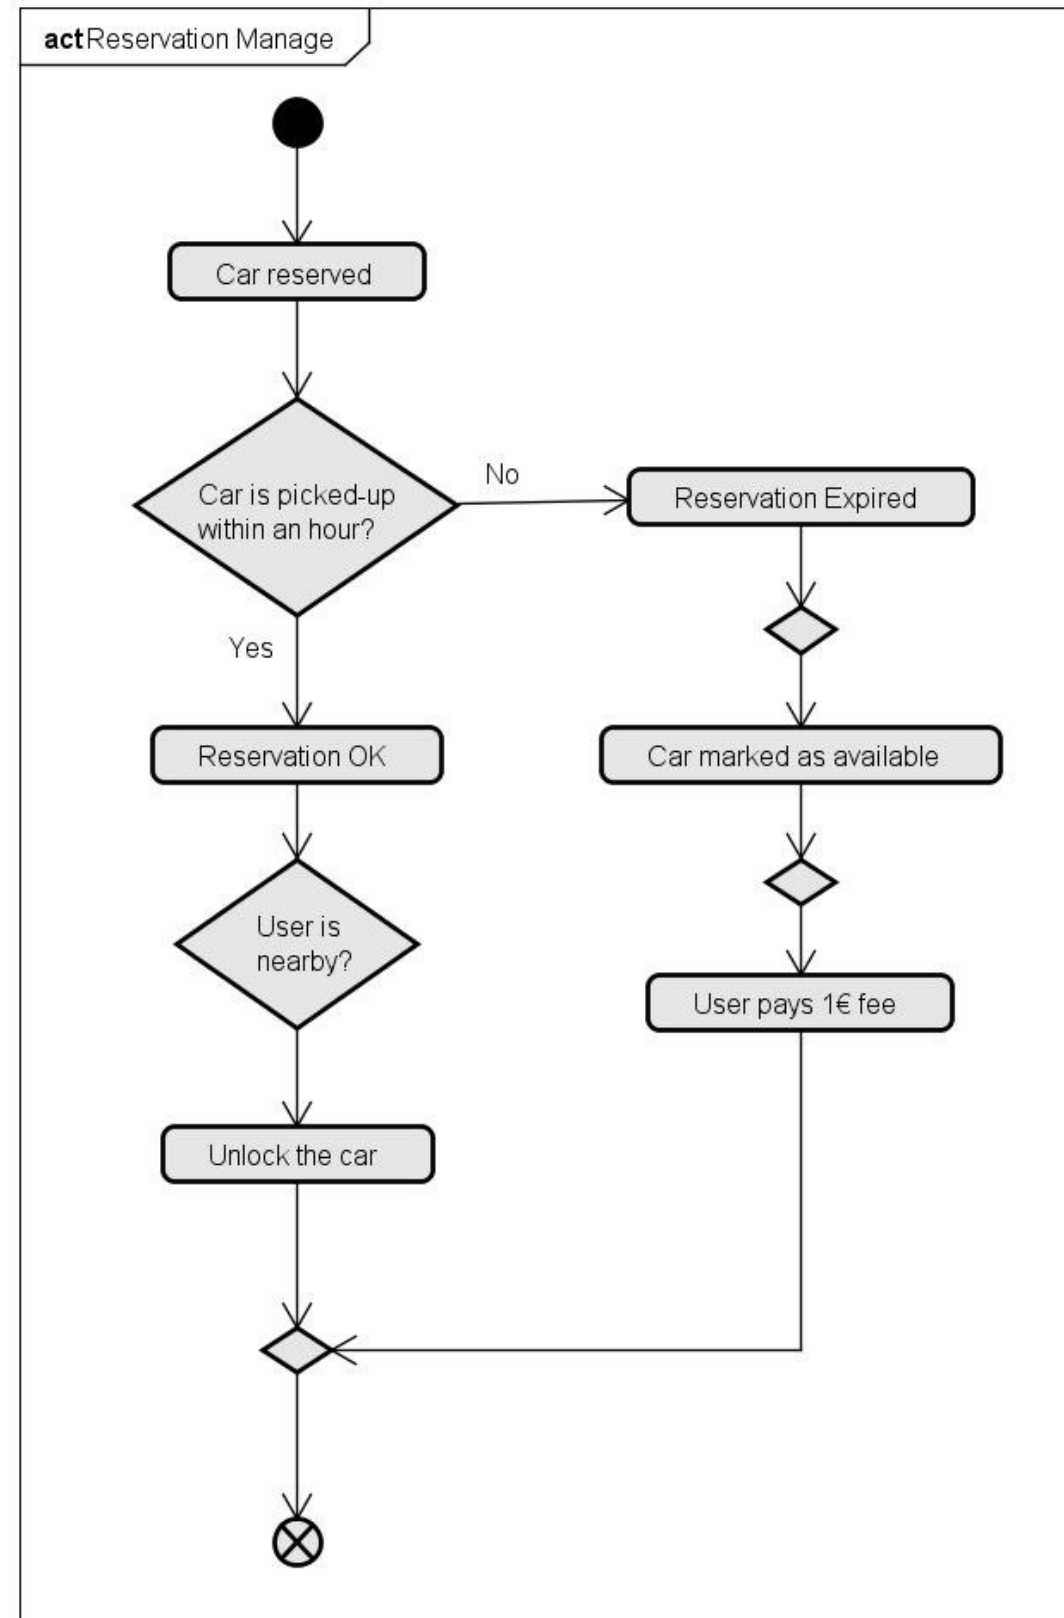 act Reservation Manage
Car reserved
Car is picked-up
within an hour?
No
Reservation Expired
Yes
Reservation OK
Car marked as available
User is
nearby?
User pays 1€ fee
Unlock the car